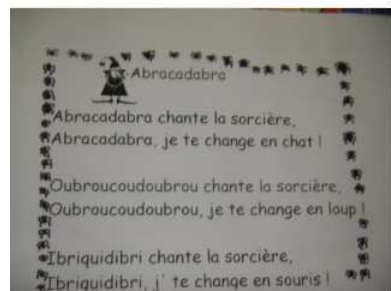 Abracadabra
Abracadabra chante la sorcière,
Abracadabra, je te change en chat !
Oubroucoudoubrou chante la sorcière,
Oubroucoudoubrou, je te change en loup !
Ibriquidibri chante la sorcière,
Ibriquidibri, j' te change en souris !